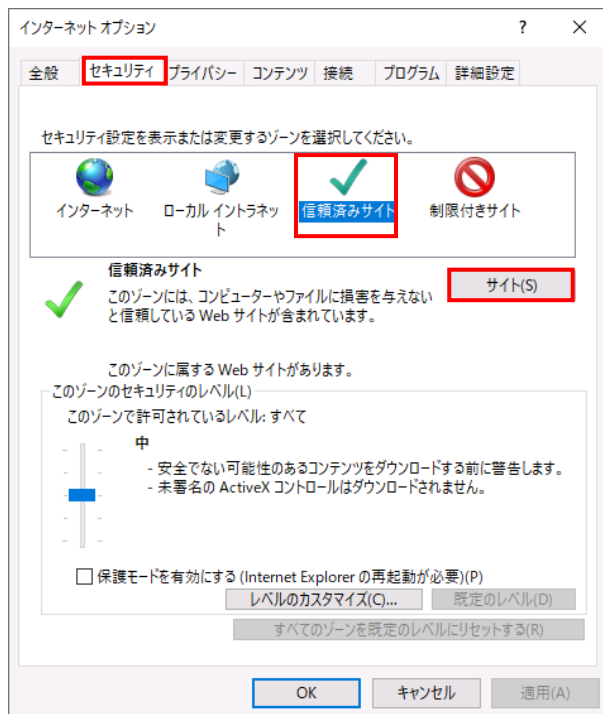 インターネット オプション ? ×
全般 セキュリティ プライバシー コンテンツ 接続 プログラム 詳細設定
セキュリティ設定を表示または変更するゾーンを選択してください。
インターネット
ローカル イントラネッ
ト
信頼済みサイト
制限付きサイト
信頼済みサイト
このゾーンには、コンピューターやファイルに損害を与えない
と信頼している Web サイトが含まれています。
サイト(S)
このゾーンに属する Web サイトがあります。
このゾーンのセキュリティのレベル(L)
このゾーンで許可されているレベル: すべて
中
- 安全でない可能性のあるコンテンツをダウンロードする前に警告します。
- 未署名の ActiveX コントロールはダウンロードされません。
保護モードを有効にする (Internet Explorer の再起動が必要)(P)
レベルのカスタマイズ(C)... 既定のレベル(D)
すべてのゾーンを既定のレベルにリセットする(R)
OK キャンセル 適用(A)